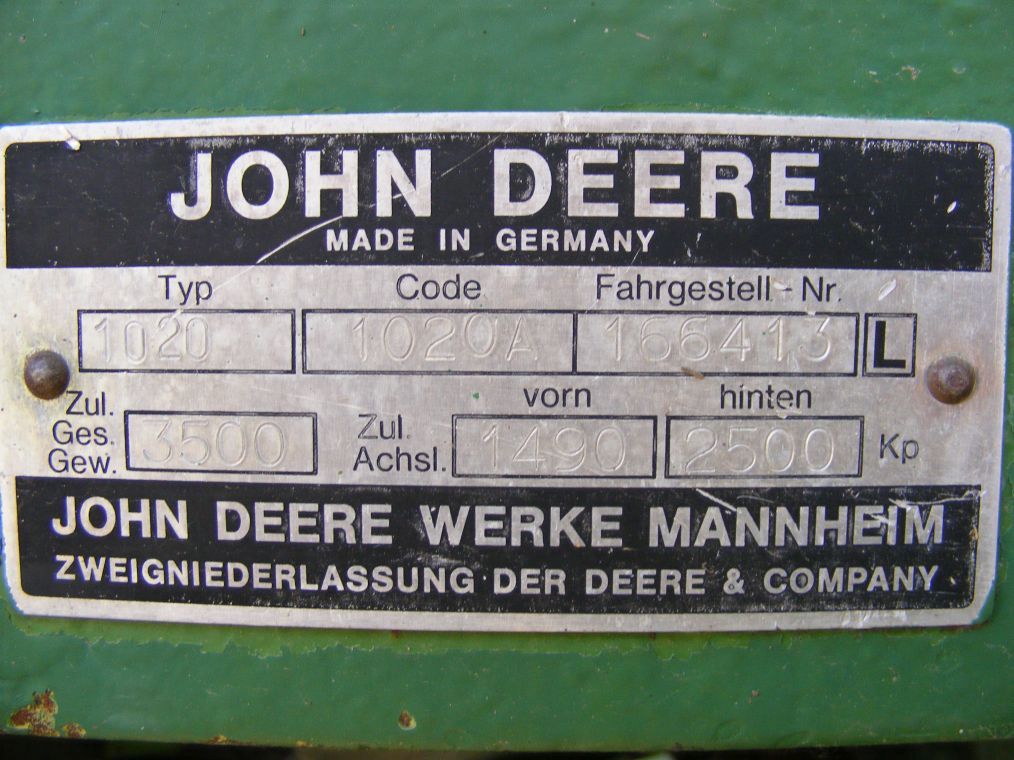 JOHN DEERE
MADE IN GERMANY
Typ Code Fahrgestell - Nr.
1020 1020A 166413 L
vorn hinten
Zul. Ges. Gew. 3500 Zul. Achsl. 1490 2500 Kp
JOHN DEERE WERKE MANNHEIM
ZWEIGNIEDERLASSUNG DER DEERE & COMPANY